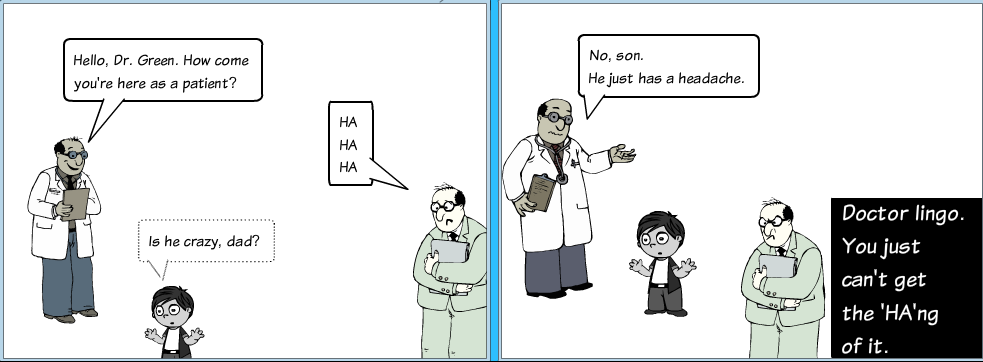 Hello, Dr. Green. How come
you're here as a patient?
HA
HA
HA
Is he crazy, dad?
No, son.
He just has a headache.
Doctor lingo.
You just
can't get
the 'HA'ng
of it.